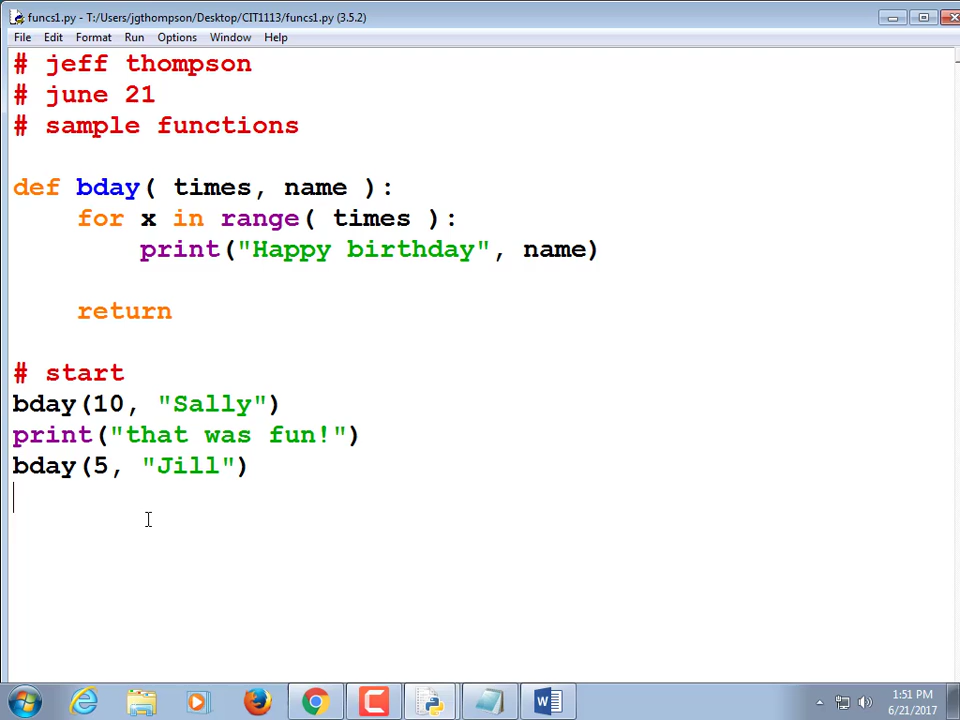 funcs1.py - T:/Users/jgthompson/Desktop/CIT1113/funcs1.py (3.5.2)
File Edit Format Run Options Window Help
# jeff thompson
# june 21
# sample functions
def bday( times, name ):
    for x in range( times ):
        print("Happy birthday", name)
    return
# start
bday(10, "Sally")
print("that was fun!")
bday(5, "Jill")
1:51 PM
6/21/2017